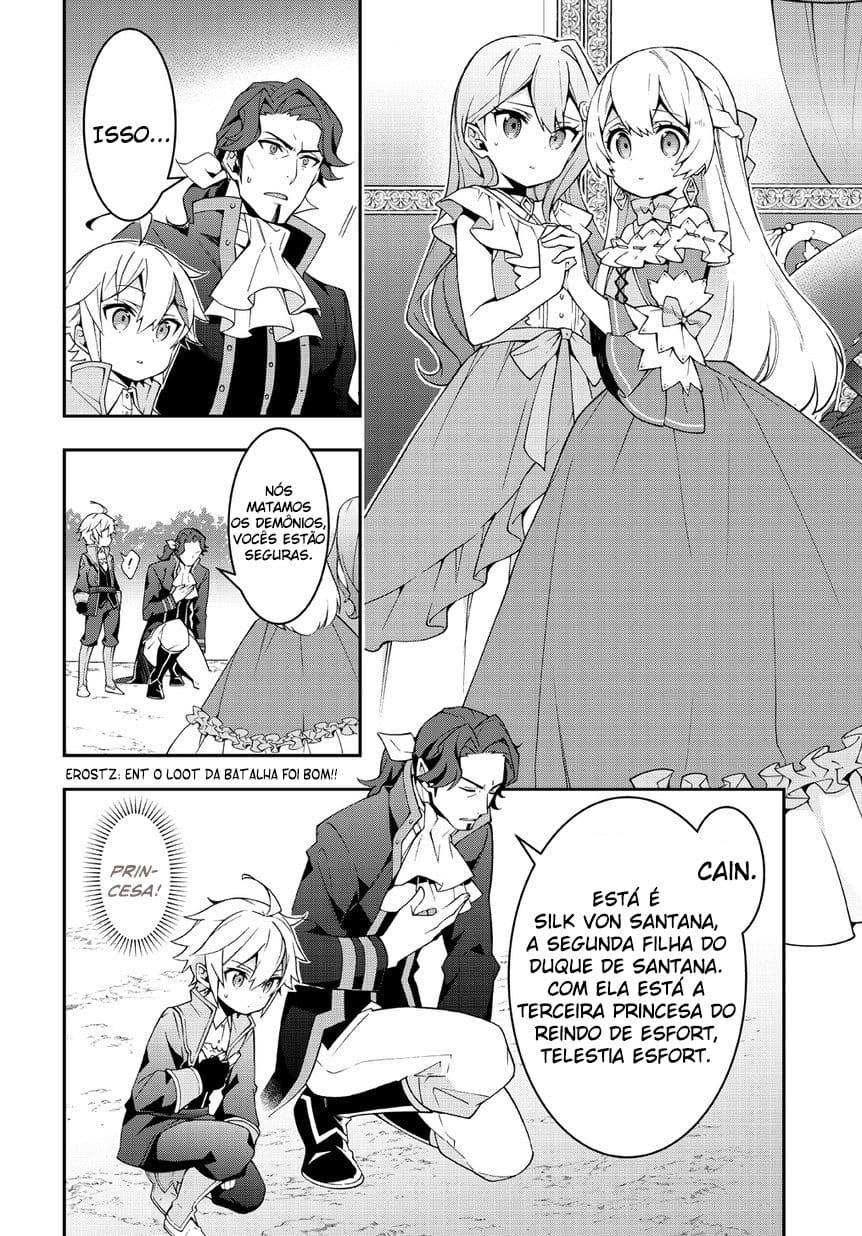 ISSO...
NÓS
MATAMOS
OS DEMÔNIOS,
VOCÊS ESTÃO
SEGURAS.
!
EROSTZ: ENT O LOOT DA BATALHA FOI BOM!!
PRIN-
CESA!
CAIN.
ESTÁ É
SILK VON SANTANA,
A SEGUNDA FILHA DO
DUQUE DE SANTANA.
COM ELA ESTÁ A
TERCEIRA PRINCESA DO
REINDO DE ESFORT,
TELESTIA ESFORT.